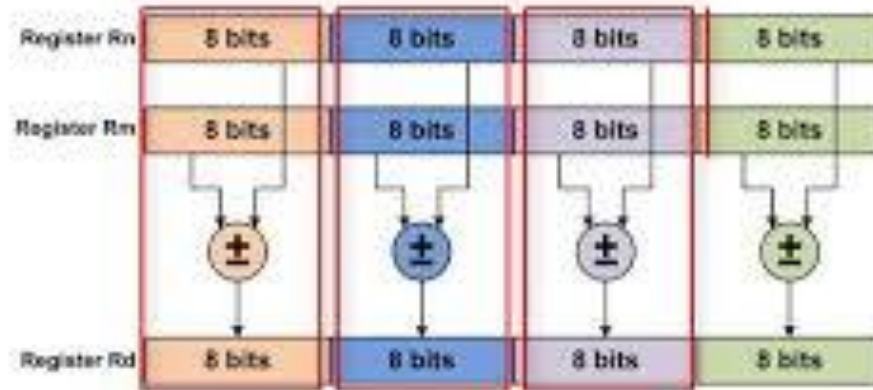 Register Rn 8 bits 8 bits 8 bits 8 bits
Register Rm 8 bits 8 bits 8 bits 8 bits
± ± ± ±
Register Rd 8 bits 8 bits 8 bits 8 bits